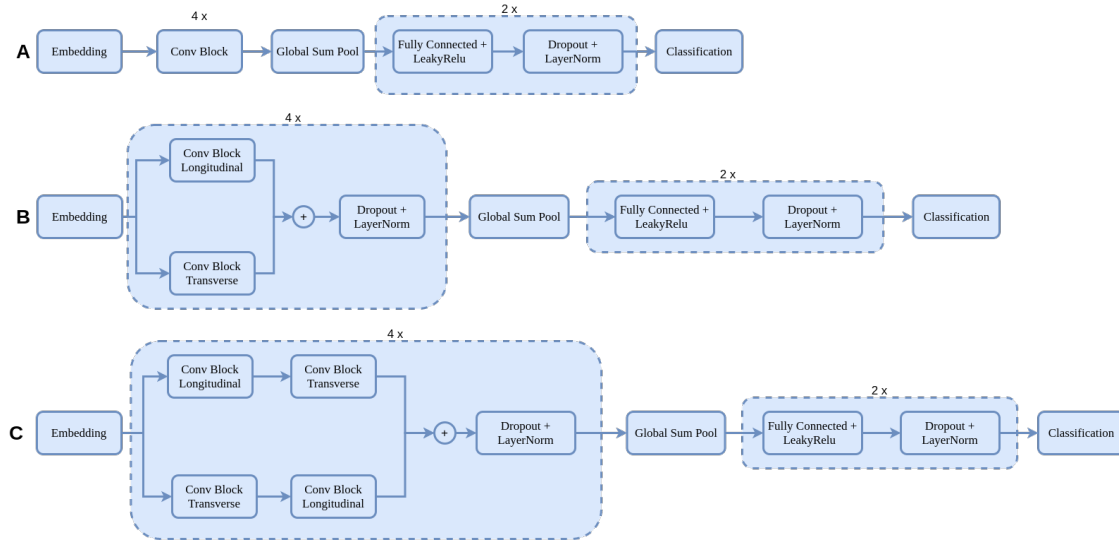 4 x
2 x
A
Embedding
Conv Block
Global Sum Pool
Fully Connected +
LeakyRelu
Dropout +
LayerNorm
Classification
4 x
2 x
B
Embedding
Conv Block
Longitudinal
Conv Block
Transverse
+
Dropout +
LayerNorm
Global Sum Pool
Fully Connected +
LeakyRelu
Dropout +
LayerNorm
Classification
4 x
2 x
C
Embedding
Conv Block
Longitudinal
Conv Block
Transverse
Conv Block
Transverse
Conv Block
Longitudinal
+
Dropout +
LayerNorm
Global Sum Pool
Fully Connected +
LeakyRelu
Dropout +
LayerNorm
Classification